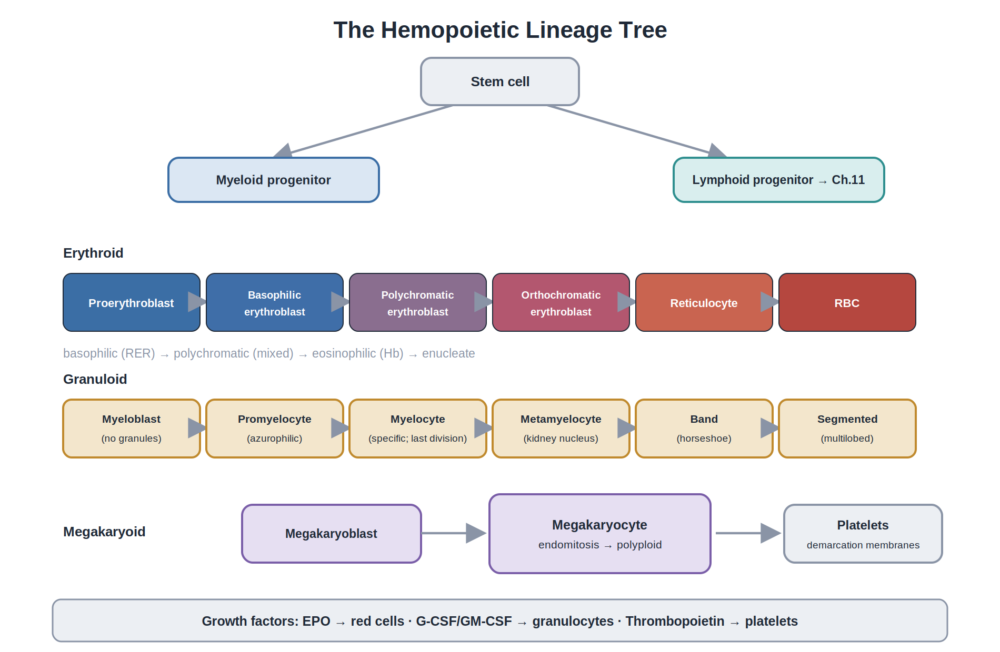 The Hemopoietic Lineage Tree
Stem cell
Myeloid progenitor
Lymphoid progenitor → Ch.11
Erythroid
Proerythroblast
Basophilic
erythroblast
Polychromatic
erythroblast
Orthochromatic
erythroblast
Reticulocyte
RBC
basophilic (RER) → polychromatic (mixed) → eosinophilic (Hb) → enucleate
Granuloid
Myeloblast
(no granules)
Promyelocyte
(azurophilic)
Myelocyte
(specific; last division)
Metamyelocyte
(kidney nucleus)
Band
(horseshoe)
Segmented
(multilobed)
Megakaryoid
Megakaryoblast
Megakaryocyte
endomitosis → polyploid
Platelets
demarcation membranes
Growth factors: EPO → red cells · G-CSF/GM-CSF → granulocytes · Thrombopoietin → platelets